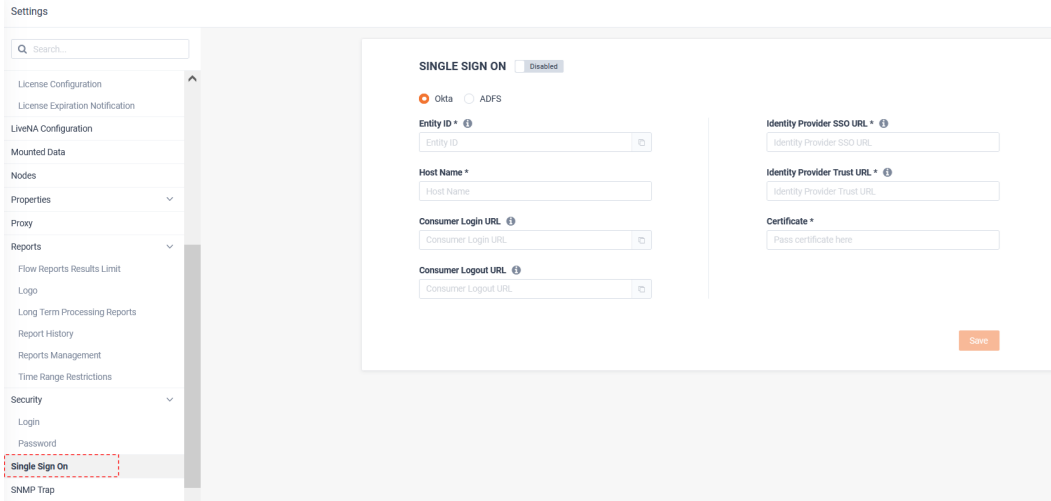 Settings
Search...
License Configuration
License Expiration Notification
LiveNA Configuration
Mounted Data
Nodes
Properties
Proxy
Reports
Flow Reports Results Limit
Logo
Long Term Processing Reports
Report History
Reports Management
Time Range Restrictions
Security
Login
Password
Single Sign On
SNMP Trap
SINGLE SIGN ON Disabled
Okta ADFS
Entity ID *
Entity ID
Host Name *
Host Name
Consumer Login URL
Consumer Login URL
Consumer Logout URL
Consumer Logout URL
Identity Provider SSO URL *
Identity Provider SSO URL
Identity Provider Trust URL *
Identity Provider Trust URL
Certificate *
Pass certificate here
Save